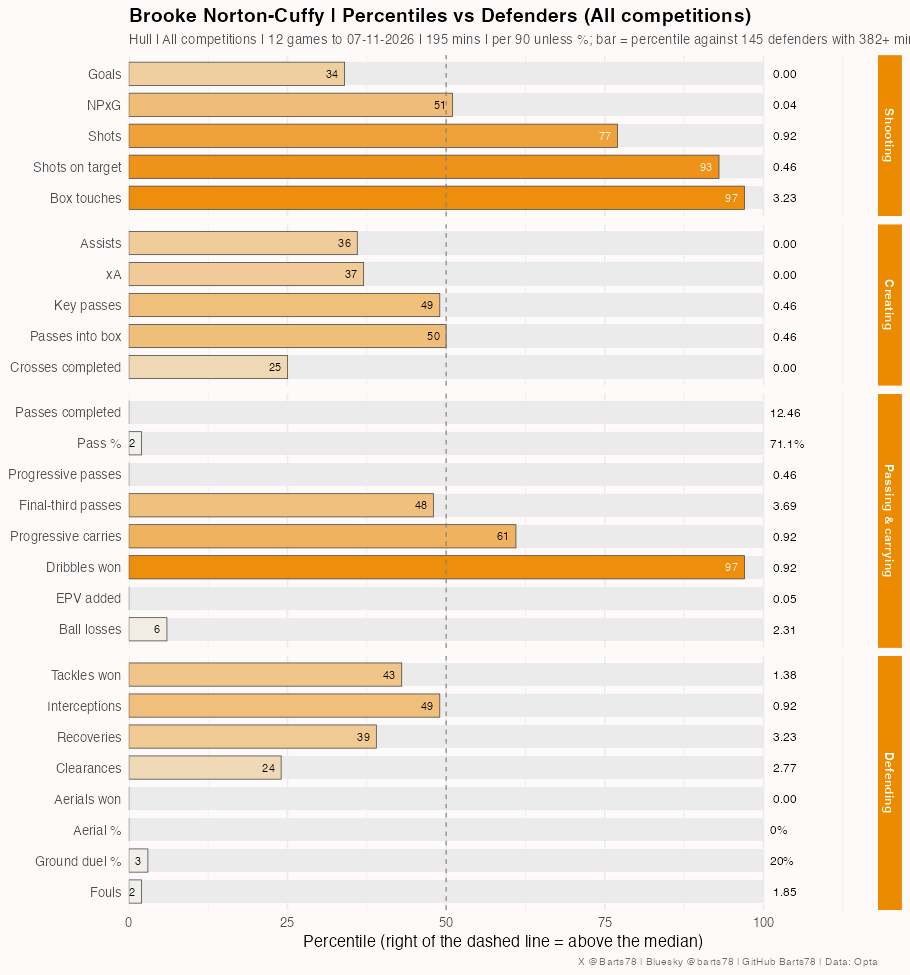 Brooke Norton-Cuffy | Percentiles vs Defenders (All competitions)
Hull | All competitions | 12 games to 07-11-2026 | 195 mins | per 90 unless %; bar = percentile against 145 defenders with 382+
Goals 34 0.00
NPxG 51 0.04
Shots 77 0.92
Shots on target 93 0.46
Box touches 97 3.23
Shooting
Assists 36 0.00
xA 37 0.00
Key passes 49 0.46
Passes into box 50 0.46
Crosses completed 25 0.00
Creating
Passes completed 12.46
Pass % 2 71.1%
Progressive passes 0.46
Final-third passes 48 3.69
Progressive carries 61 0.92
Dribbles won 97 0.92
EPV added 0.05
Ball losses 6 2.31
Passing & carrying
Tackles won 43 1.38
Interceptions 49 0.92
Recoveries 39 3.23
Clearances 24 2.77
Aerials won 0.00
Aerial % 0%
Ground duel % 3 20%
Fouls 2 1.85
Defending
0 25 50 75 100
Percentile (right of the dashed line = above the median)
X @Barts78 | Bluesky @barts78 | GitHub Barts78 | Data: Opta